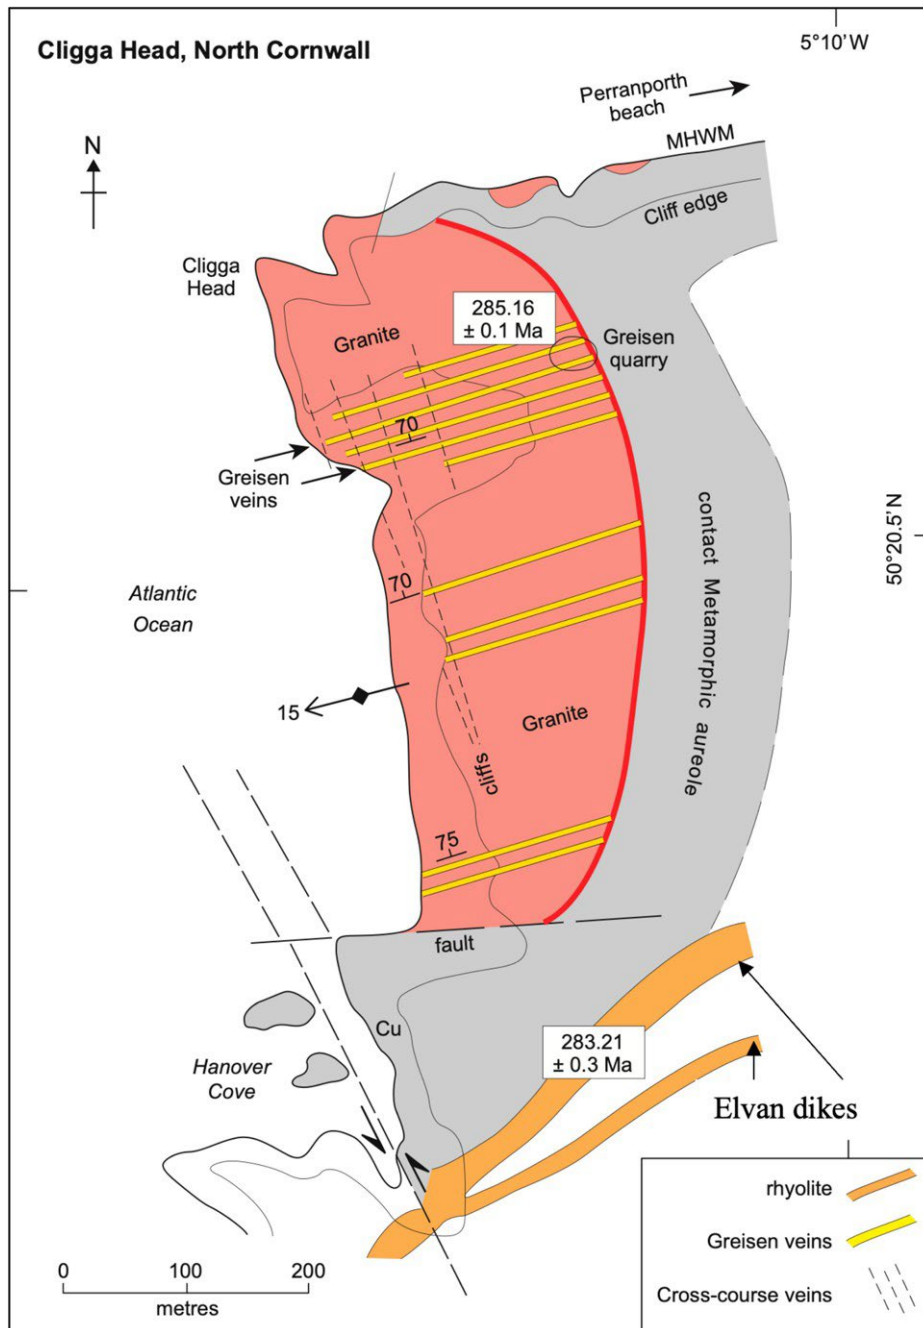 Cligga Head, North Cornwall
5°10'W
Perranporth
beach
MHWM
N
Cliff edge
Cligga
Head
285.16
± 0.1 Ma
Granite
Greisen
quarry
70
Greisen
veins
contact Metamorphic aureole
50°20.5'N
70
Atlantic
Ocean
15
Granite
cliffs
75
fault
Cu
283.21
± 0.3 Ma
Hanover
Cove
Elvan dikes
rhyolite
Greisen veins
Cross-course veins
0 100 200
metres